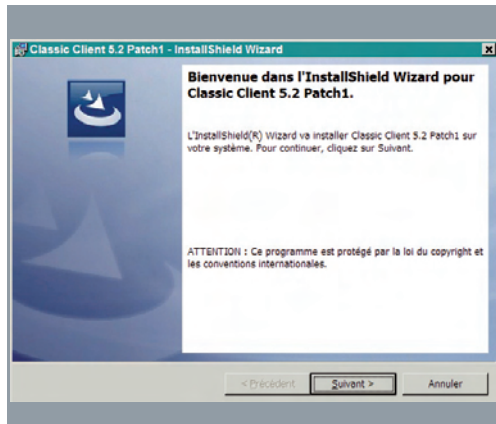 Classic Client 5.2 Patch1 - InstallShield Wizard
Bienvenue dans l'InstallShield Wizard pour
Classic Client 5.2 Patch1.
L'InstallShield(R) Wizard va installer Classic Client 5.2 Patch1 sur
votre système. Pour continuer, cliquez sur Suivant.
ATTENTION : Ce programme est protégé par la loi du copyright et
les conventions internationales.
< Précédent Suivant > Annuler